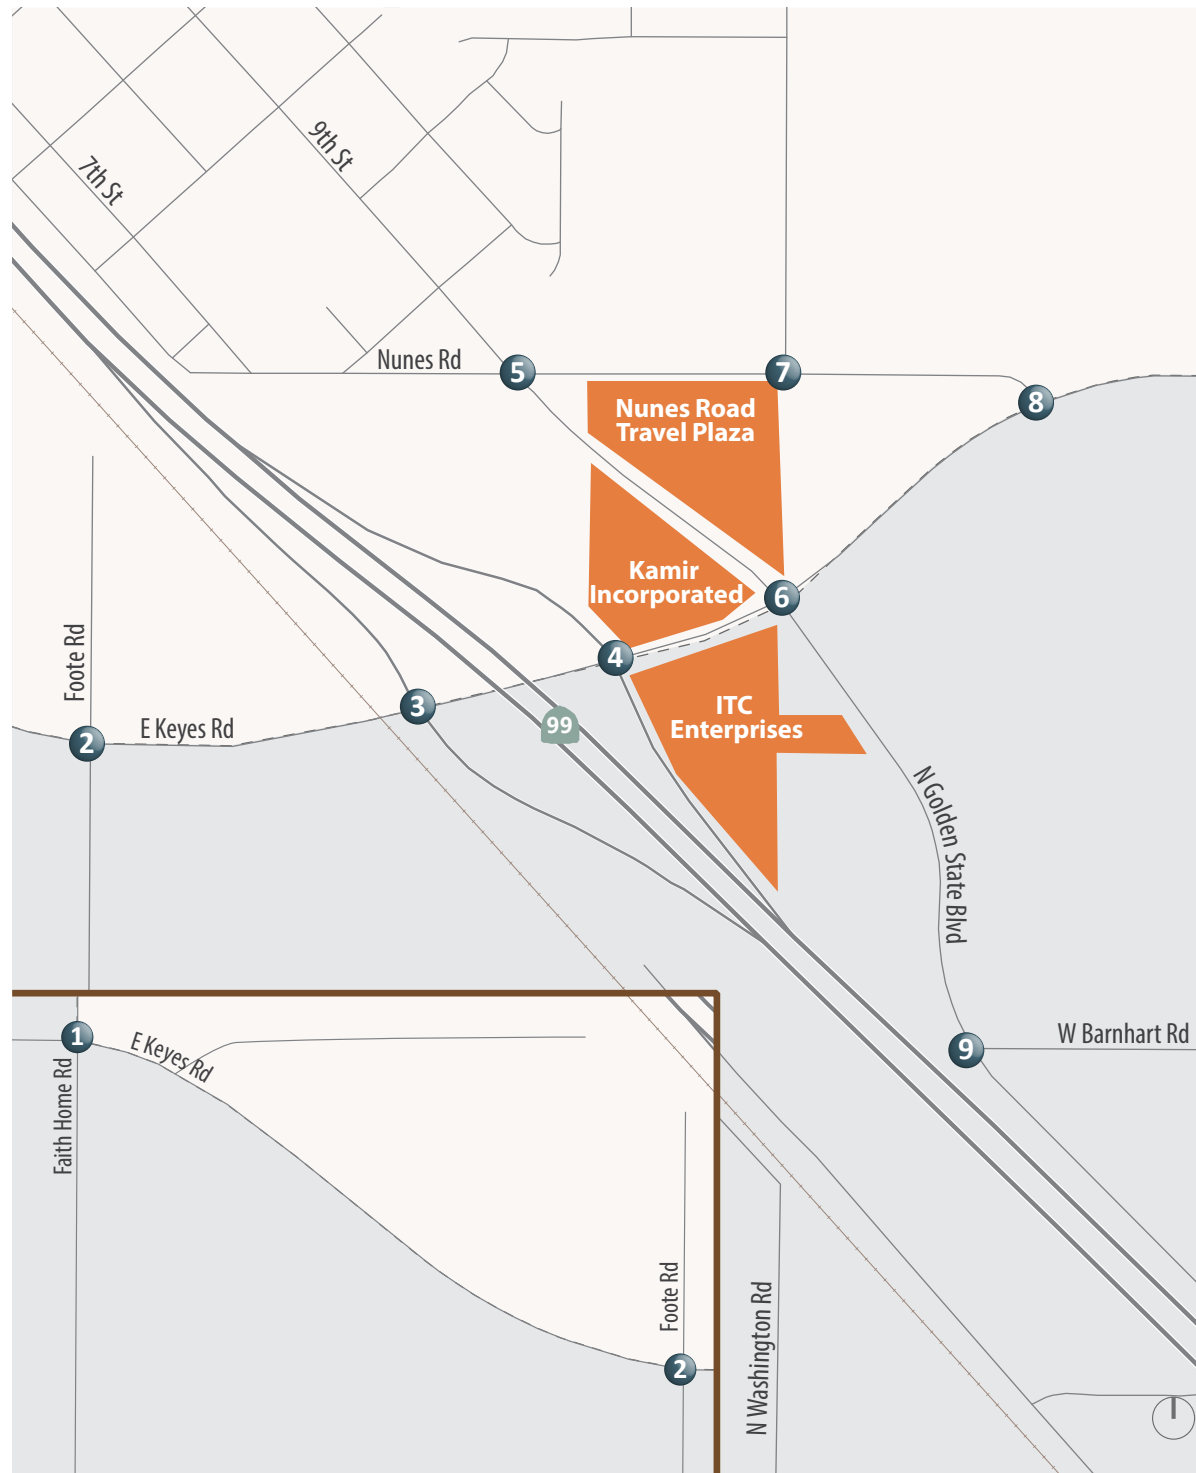 9th St
7th St
Nunes Rd
5
7
8
Nunes Road
Travel Plaza
Kamir
Incorporated
6
Foote Rd
4
3
ITC
Enterprises
99
E Keyes Rd
2
N Golden State Blvd
1
E Keyes Rd
Faith Home Rd
9
W Barnhart Rd
Foote Rd
2
N Washington Rd